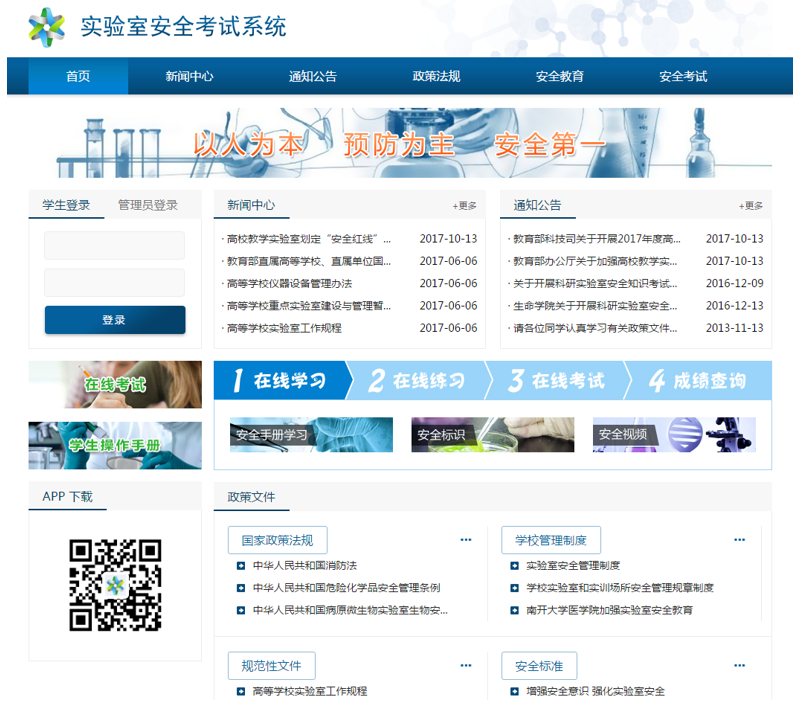 实验室安全考试系统
首页 新闻中心 通知公告 政策法规 安全教育 安全考试
以人为本 预防为主 安全第一
学生登录 管理员登录
登录
新闻中心 +更多
· 高校教学实验室划定“安全红线”... 2017-10-13
· 教育部直属高等学校、直属单位国... 2017-06-06
· 高等学校仪器设备管理办法 2017-06-06
· 高等学校重点实验室建设与管理暂... 2017-06-06
· 高等学校实验室工作规程 2017-06-06
通知公告 +更多
· 教育部科技司关于开展2017年度高... 2017-10-13
· 教育部办公厅关于加强高校教学实... 2017-10-13
· 关于开展科研实验室安全知识考试... 2016-12-09
· 生命学院关于开展科研实验室安全... 2016-12-13
· 请各位同学认真学习有关政策文件... 2013-11-13
在线考试
学生操作手册
1 在线学习 2 在线练习 3 在线考试 4 成绩查询
安全手册学习 安全标识 安全视频
APP 下载
政策文件
国家政策法规 ...
中华人民共和国消防法
中华人民共和国危险化学品安全管理条例
中华人民共和国病原微生物实验室生物安...
学校管理制度 ...
实验室安全管理制度
学校实验室和实训场所安全管理规章制度
南开大学医学院加强实验室安全教育
规范性文件 ...
高等学校实验室工作规程
安全标准 ...
增强安全意识 强化实验室安全